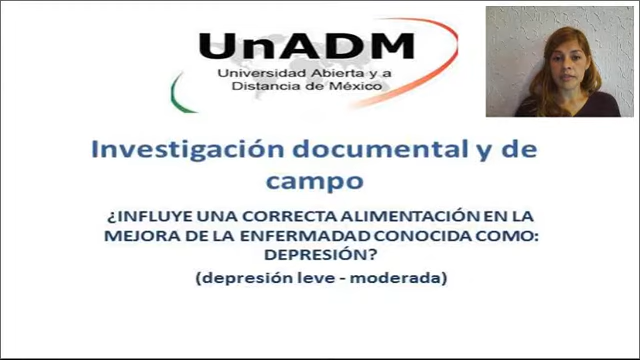 UnADM
Universidad Abierta y a
Distancia de México
Investigación documental y de
campo
¿INFLUYE UNA CORRECTA ALIMENTACIÓN EN LA
MEJORA DE LA ENFERMADAD CONOCIDA COMO:
DEPRESIÓN?
(depresión leve - moderada)